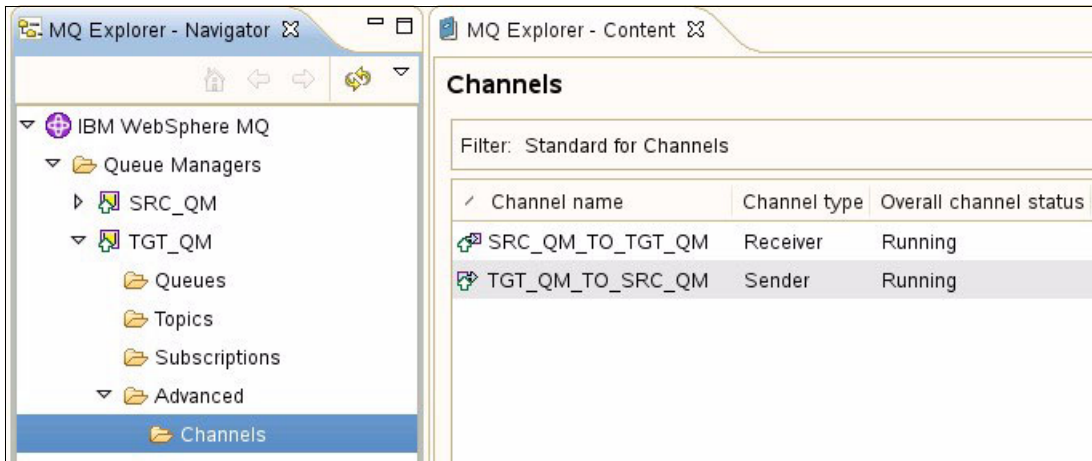 MQ Explorer - Navigator
IBM WebSphere MQ
Queue Managers
SRC_QM
TGT_QM
Queues
Topics
Subscriptions
Advanced
Channels
MQ Explorer - Content
Channels
Filter: Standard for Channels
Channel name Channel type Overall channel status
SRC_QM_TO_TGT_QM Receiver Running
TGT_QM_TO_SRC_QM Sender Running